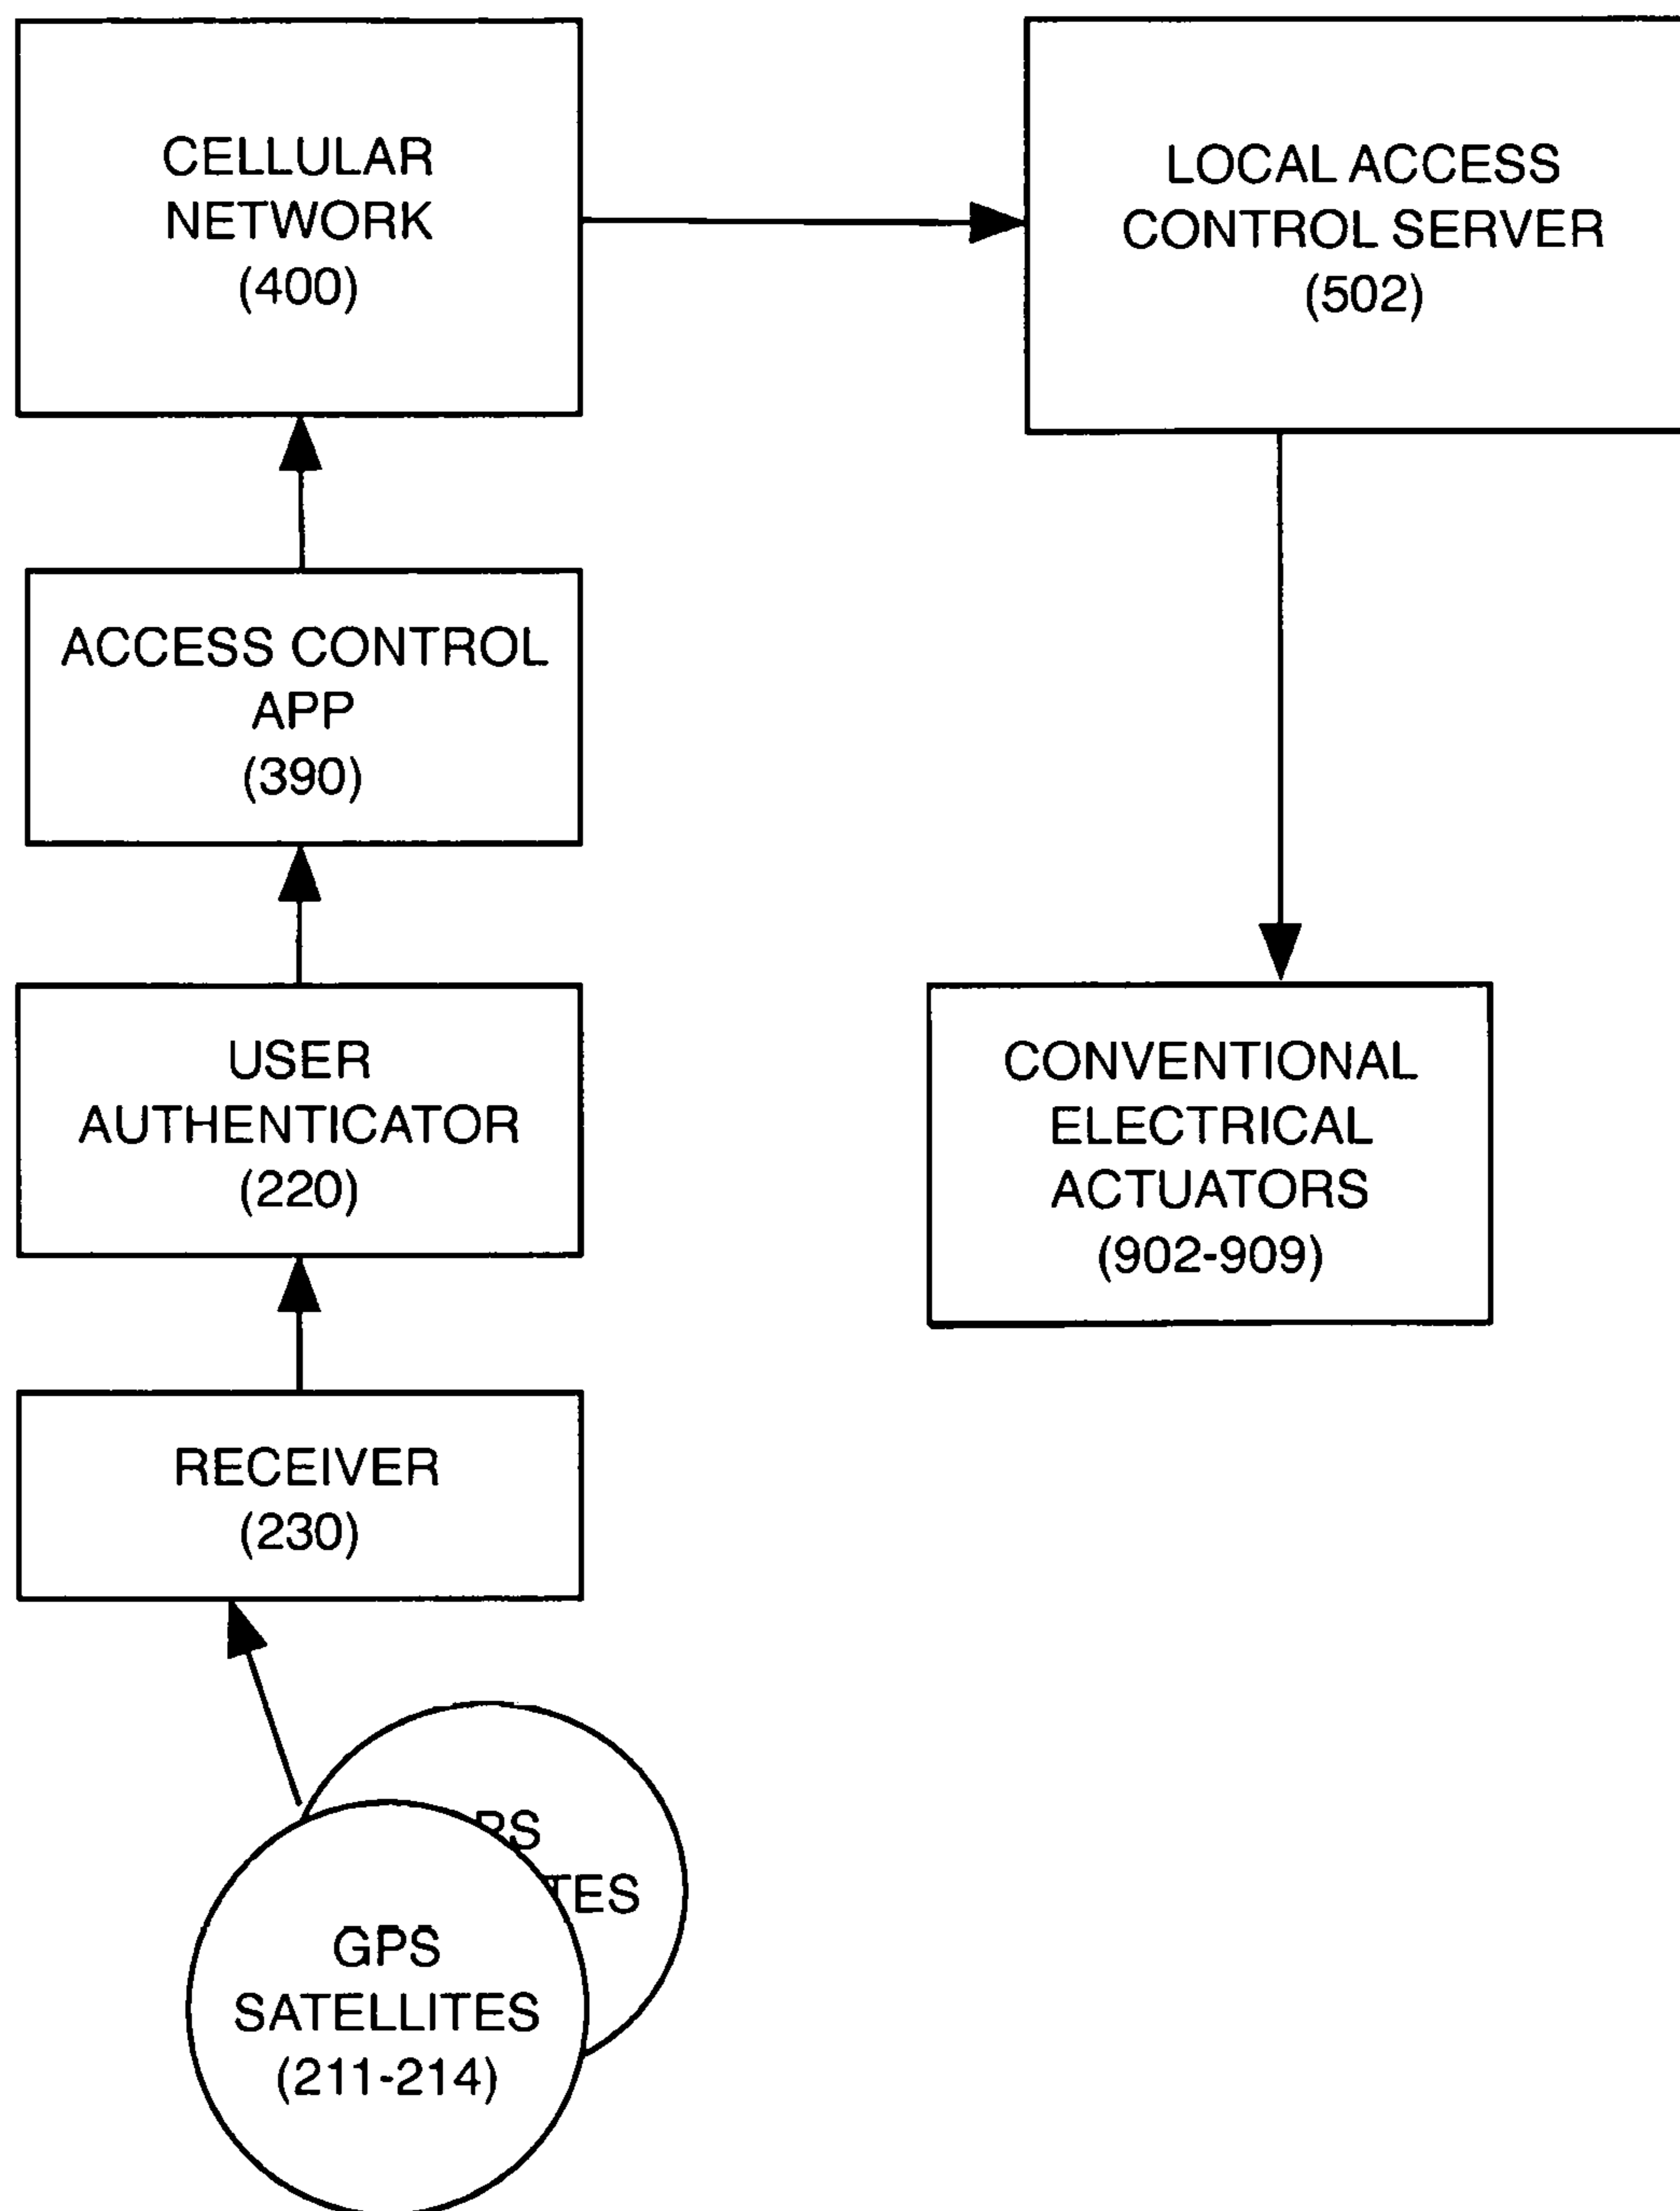 CELLULAR
NETWORK
(400)
LOCAL ACCESS
CONTROL SERVER
(502)
ACCESS CONTROL
APP
(390)
USER
AUTHENTICATOR
(220)
CONVENTIONAL
ELECTRICAL
ACTUATORS
(902-909)
RECEIVER
(230)
GPS
SATELLITES
(211-214)